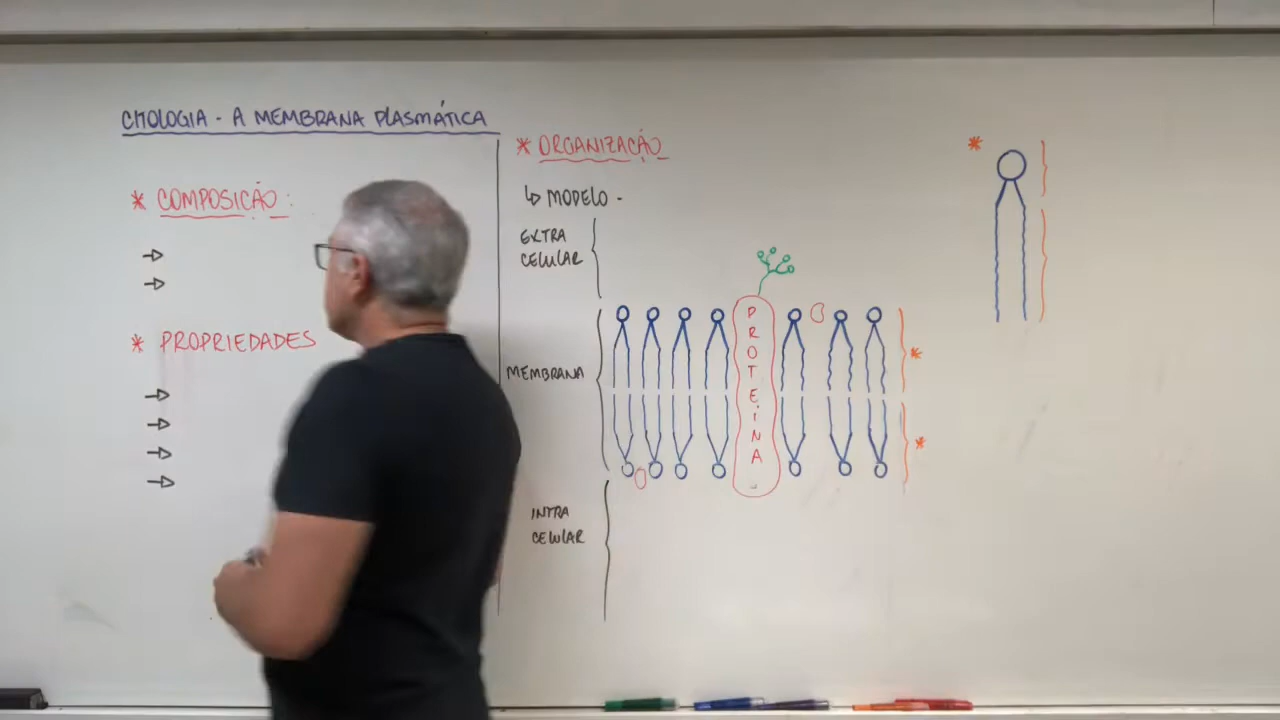 CITOLOGIA - A MEMBRANA PLASMÁTICA
* COMPOSIÇÃO :
* PROPRIEDADES
* ORGANIZAÇÃO
↳ MODELO -
EXTRA
CELULAR
MEMBRANA
INTRA
CELULAR
PROTEÍNA